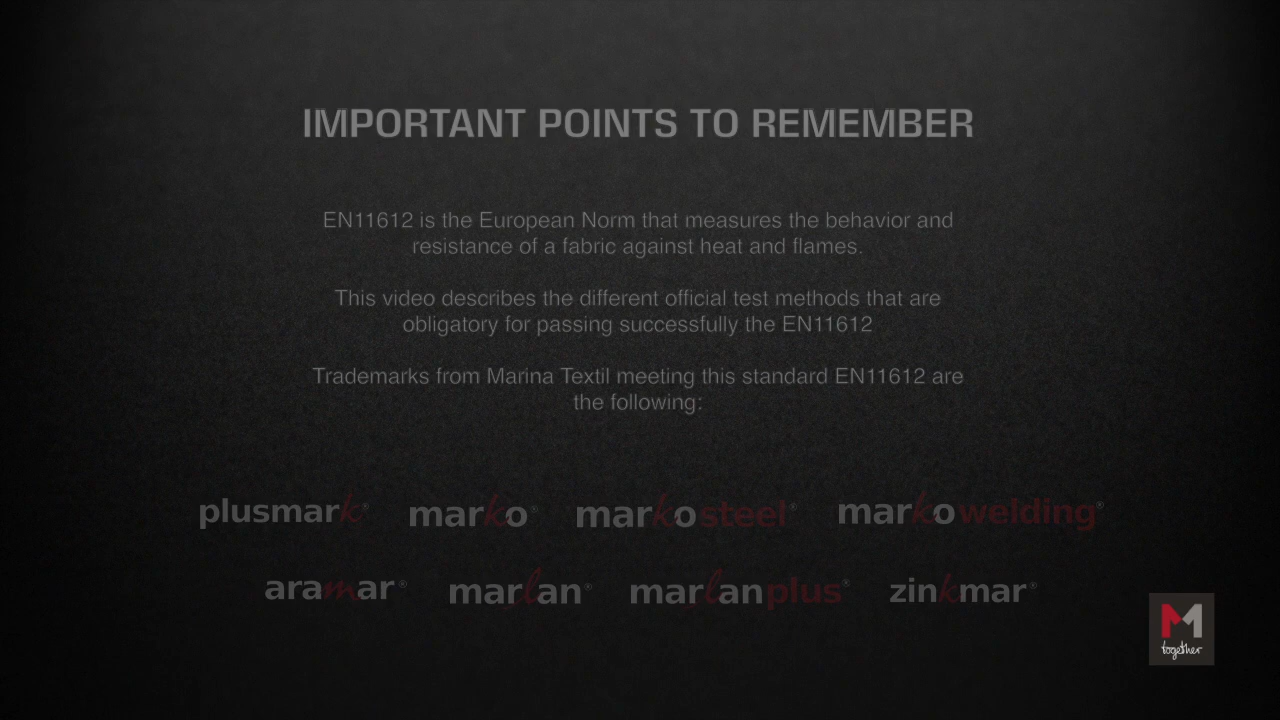 IMPORTANT POINTS TO REMEMBER
EN11612 is the European Norm that measures the behavior and
resistance of a fabric against heat and flames.
This video describes the different official test methods that are
obligatory for passing successfully the EN11612
Trademarks from Marina Textil meeting this standard EN11612 are
the following:
plusmark® marko® markosteel® markowelding®
aramar® marlan® marlanplus® zinkmar®
M
together